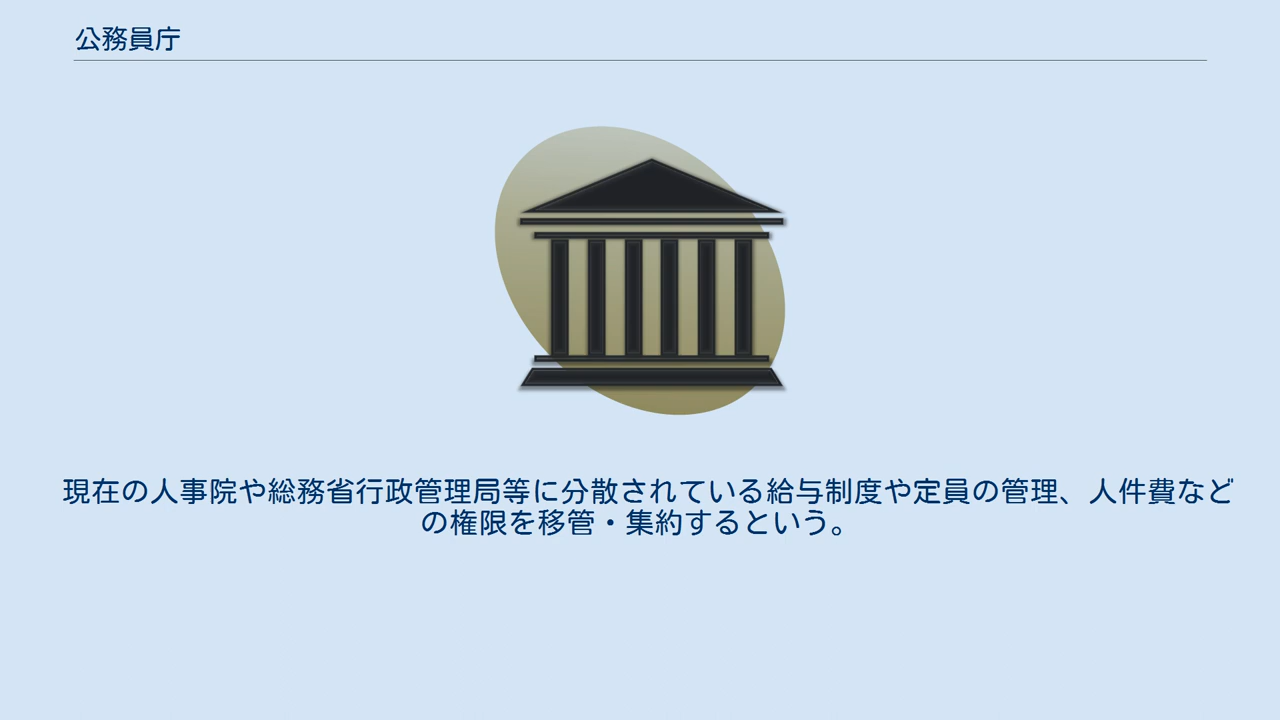 公務員庁
現在の人事院や総務省行政管理局等に分散されている給与制度や定員の管理、人件費など
の権限を移管・集約するという。